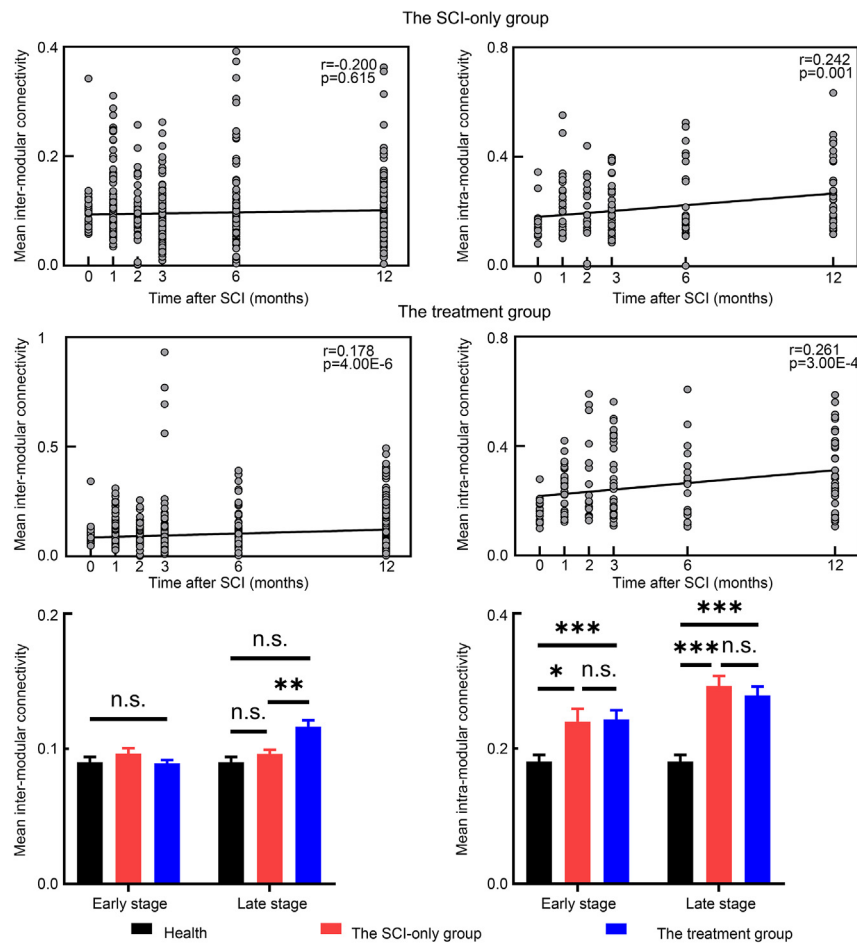 The SCI-only group
Mean inter-modular connectivity
0.4
0.2
0.0
r=-0.200
p=0.615
0 1 2 3 6 12
Time after SCI (months)
Mean intra-modular connectivity
0.8
0.4
0.0
r=0.242
p=0.001
0 1 2 3 6 12
Time after SCI (months)
The treatment group
Mean inter-modular connectivity
1
0.5
0.0
r=0.178
p=4.00E-6
0 1 2 3 6 12
Time after SCI (months)
Mean intra-modular connectivity
0.8
0.4
0.0
r=0.261
p=3.00E-4
0 1 2 3 6 12
Time after SCI (months)
Mean inter-modular connectivity
0.2
0.1
0.0
n.s.
n.s.
n.s.
**
Early stage Late stage
Mean intra-modular connectivity
0.4
0.2
0.0
***
*
n.s.
***
***
n.s.
Early stage Late stage
Health The SCI-only group The treatment group